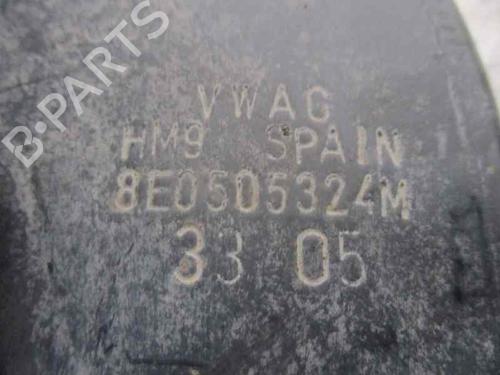 B-PARTS
VWAG
HM9 SPAIN
8E0505324M
33 05